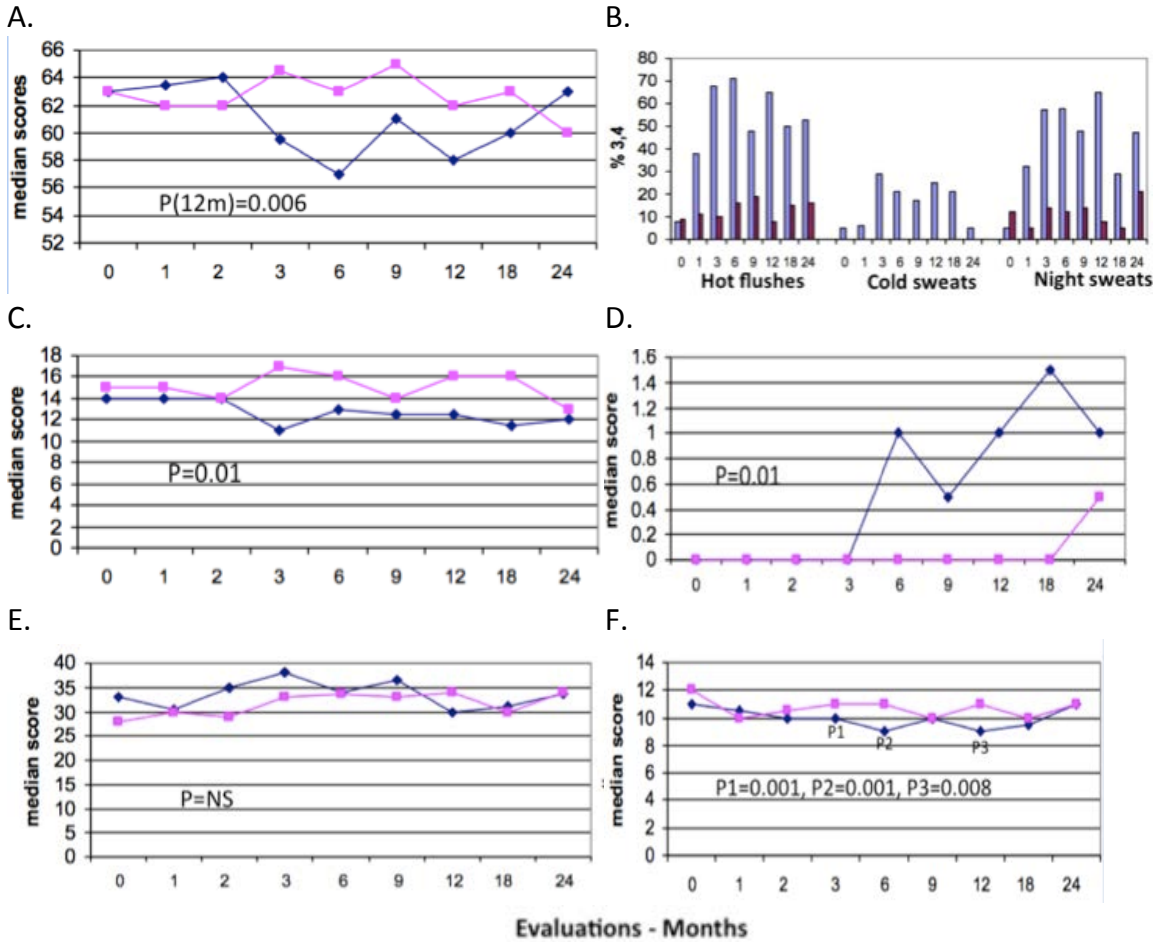 A.
median scores
66
64
62
60
58
56
54
52
P(12m)=0.006
0 1 2 3 6 9 12 18 24
B.
% 3,4
80
70
60
50
40
30
20
10
0
0 1 3 6 9 12 18 24 0 1 3 6 9 12 18 24 0 1 3 6 9 12 18 24
Hot flushes Cold sweats Night sweats
C.
median score
18
16
14
12
10
8
6
4
2
0
P=0.01
0 1 2 3 6 9 12 18 24
D.
median score
1.6
1.4
1.2
1
0.8
0.6
0.4
0.2
0
P=0.01
0 1 2 3 6 9 12 18 24
E.
median score
40
35
30
25
20
15
10
5
0
P=NS
0 1 2 3 6 9 12 18 24
F.
median score
14
12
10
8
6
4
2
0
P1 P2 P3
P1=0.001, P2=0.001, P3=0.008
0 1 2 3 6 9 12 18 24
Evaluations - Months